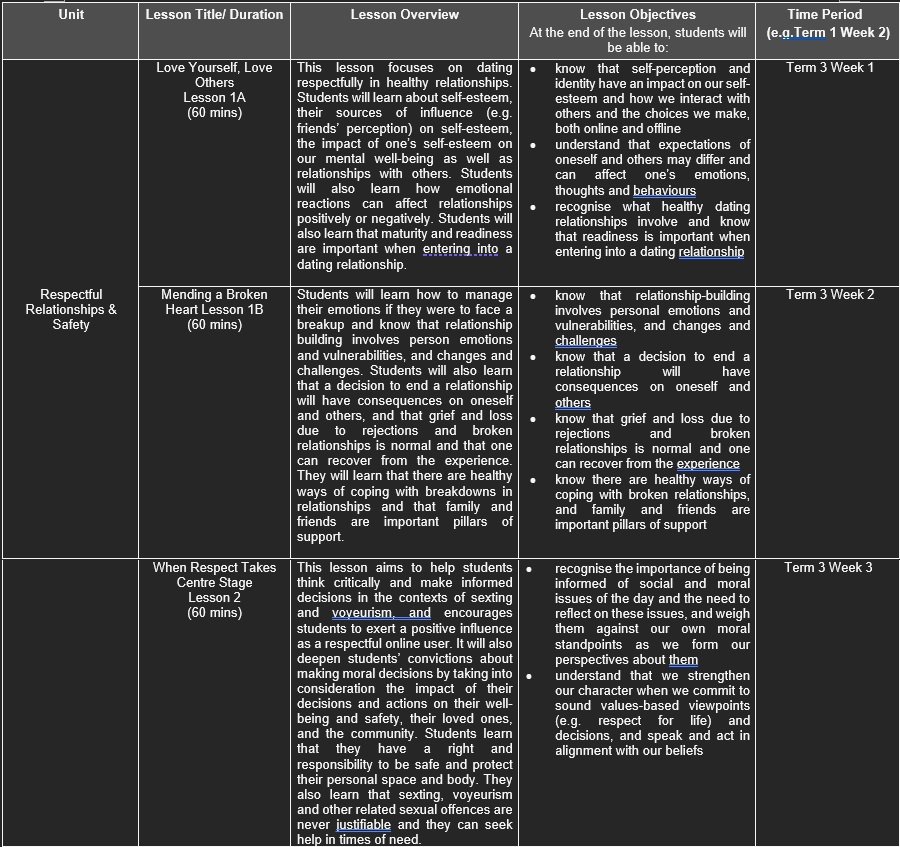 Unit
Lesson Title/ Duration
Lesson Overview
Lesson Objectives
At the end of the lesson, students will
be able to:
Time Period
(e.g.Term 1 Week 2)
Respectful
Relationships &
Safety
Love Yourself, Love
Others
Lesson 1A
(60 mins)
This lesson focuses on dating
respectfully in healthy relationships.
Students will learn about self-esteem,
their sources of influence (e.g.
friends' perception) on self-esteem,
the impact of one's self-esteem on
our mental well-being as well as
relationships with others. Students
will also learn how emotional
reactions can affect relationships
positively or negatively. Students will
also learn that maturity and readiness
are important when entering into a
dating relationship.
• know that self-perception and
identity have an impact on our self-
esteem and how we interact with
others and the choices we make,
both online and offline
• understand that expectations of
oneself and others may differ and
can affect one's emotions,
thoughts and behaviours
• recognise what healthy dating
relationships involve and know
that readiness is important when
entering into a dating relationship
Term 3 Week 1
Mending a Broken
Heart Lesson 1B
(60 mins)
Students will learn how to manage
their emotions if they were to face a
breakup and know that relationship
building involves person emotions
and vulnerabilities, and changes and
challenges. Students will also learn
that a decision to end a relationship
will have consequences on oneself
and others, and that grief and loss
due to rejections and broken
relationships is normal and that one
can recover from the experience.
They will learn that there are healthy
ways of coping with breakdowns in
relationships and that family and
friends are important pillars of
support.
• know that relationship-building
involves personal emotions and
vulnerabilities, and changes and
challenges
• know that a decision to end a
relationship will have
consequences on oneself and
others
• know that grief and loss due to
rejections and broken
relationships is normal and one
can recover from the experience
• know there are healthy ways of
coping with broken relationships,
and family and friends are
important pillars of support
Term 3 Week 2
When Respect Takes
Centre Stage
Lesson 2
(60 mins)
This lesson aims to help students
think critically and make informed
decisions in the contexts of sexting
and voyeurism, and encourages
students to exert a positive influence
as a respectful online user. It will also
deepen students' convictions about
making moral decisions by taking into
consideration the impact of their
decisions and actions on their well-
being and safety, their loved ones,
and the community. Students learn
that they have a right and
responsibility to be safe and protect
their personal space and body. They
also learn that sexting, voyeurism
and other related sexual offences are
never justifiable and they can seek
help in times of need.
• recognise the importance of being
informed of social and moral
issues of the day and the need to
reflect on these issues, and weigh
them against our own moral
standpoints as we form our
perspectives about them
• understand that we strengthen
our character when we commit to
sound values-based viewpoints
(e.g. respect for life) and
decisions, and speak and act in
alignment with our beliefs
Term 3 Week 3